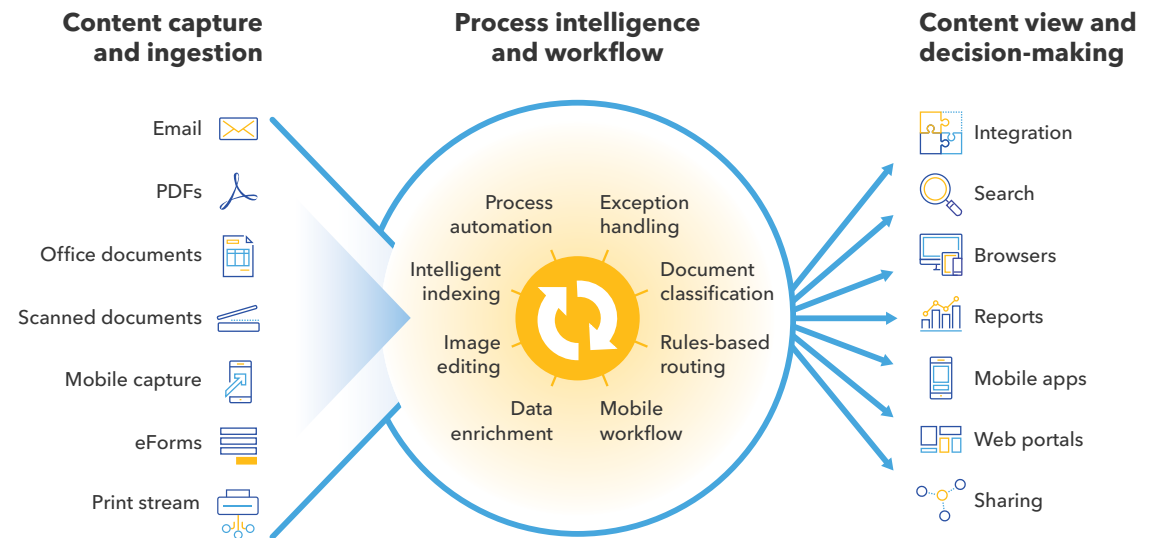 Content capture
and ingestion
Email
PDFs
Office documents
Scanned documents
Mobile capture
eForms
Print stream
Process intelligence
and workflow
Process
automation
Exception
handling
Intelligent
indexing
Document
classification
Image
editing
Rules-based
routing
Data
enrichment
Mobile
workflow
Content view and
decision-making
Integration
Search
Browsers
Reports
Mobile apps
Web portals
Sharing